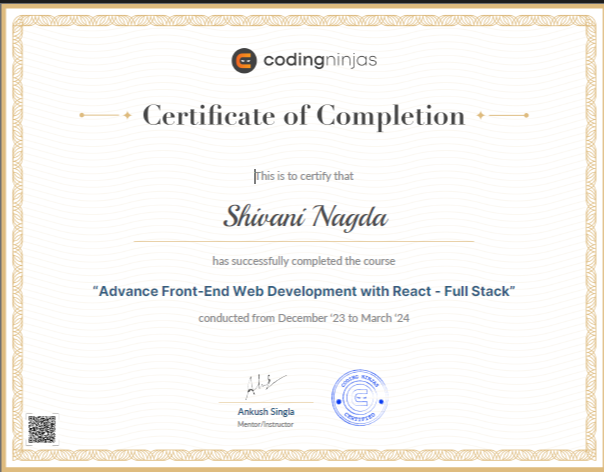 codingninjas
Certificate of Completion
This is to certify that
Shivani Nagda
has successfully completed the course
“Advance Front-End Web Development with React - Full Stack”
conducted from December '23 to March '24
Ankush Singla
Mentor/Instructor
CODING NINJAS
CERTIFIED